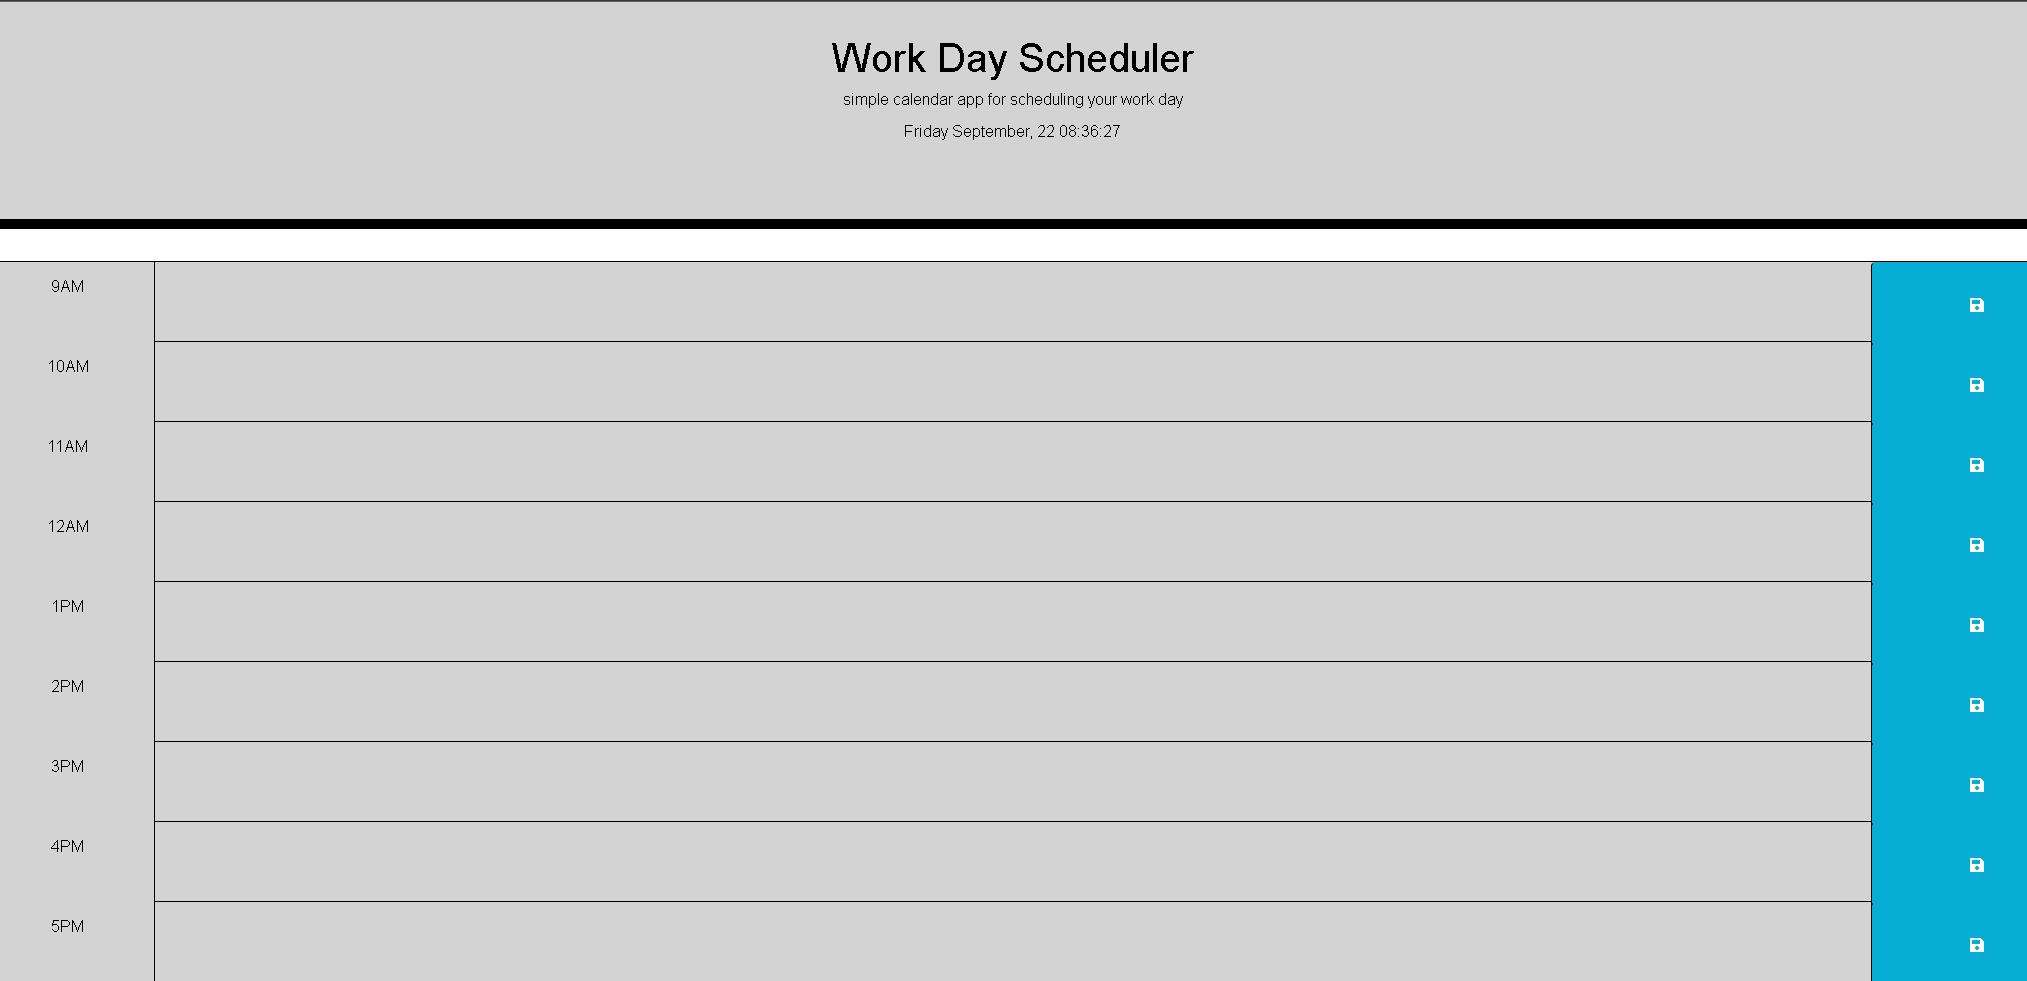 Work Day Scheduler
simple calendar app for scheduling your work day
Friday September, 22 08:36:27
9AM
10AM
11AM
12AM
1PM
2PM
3PM
4PM
5PM